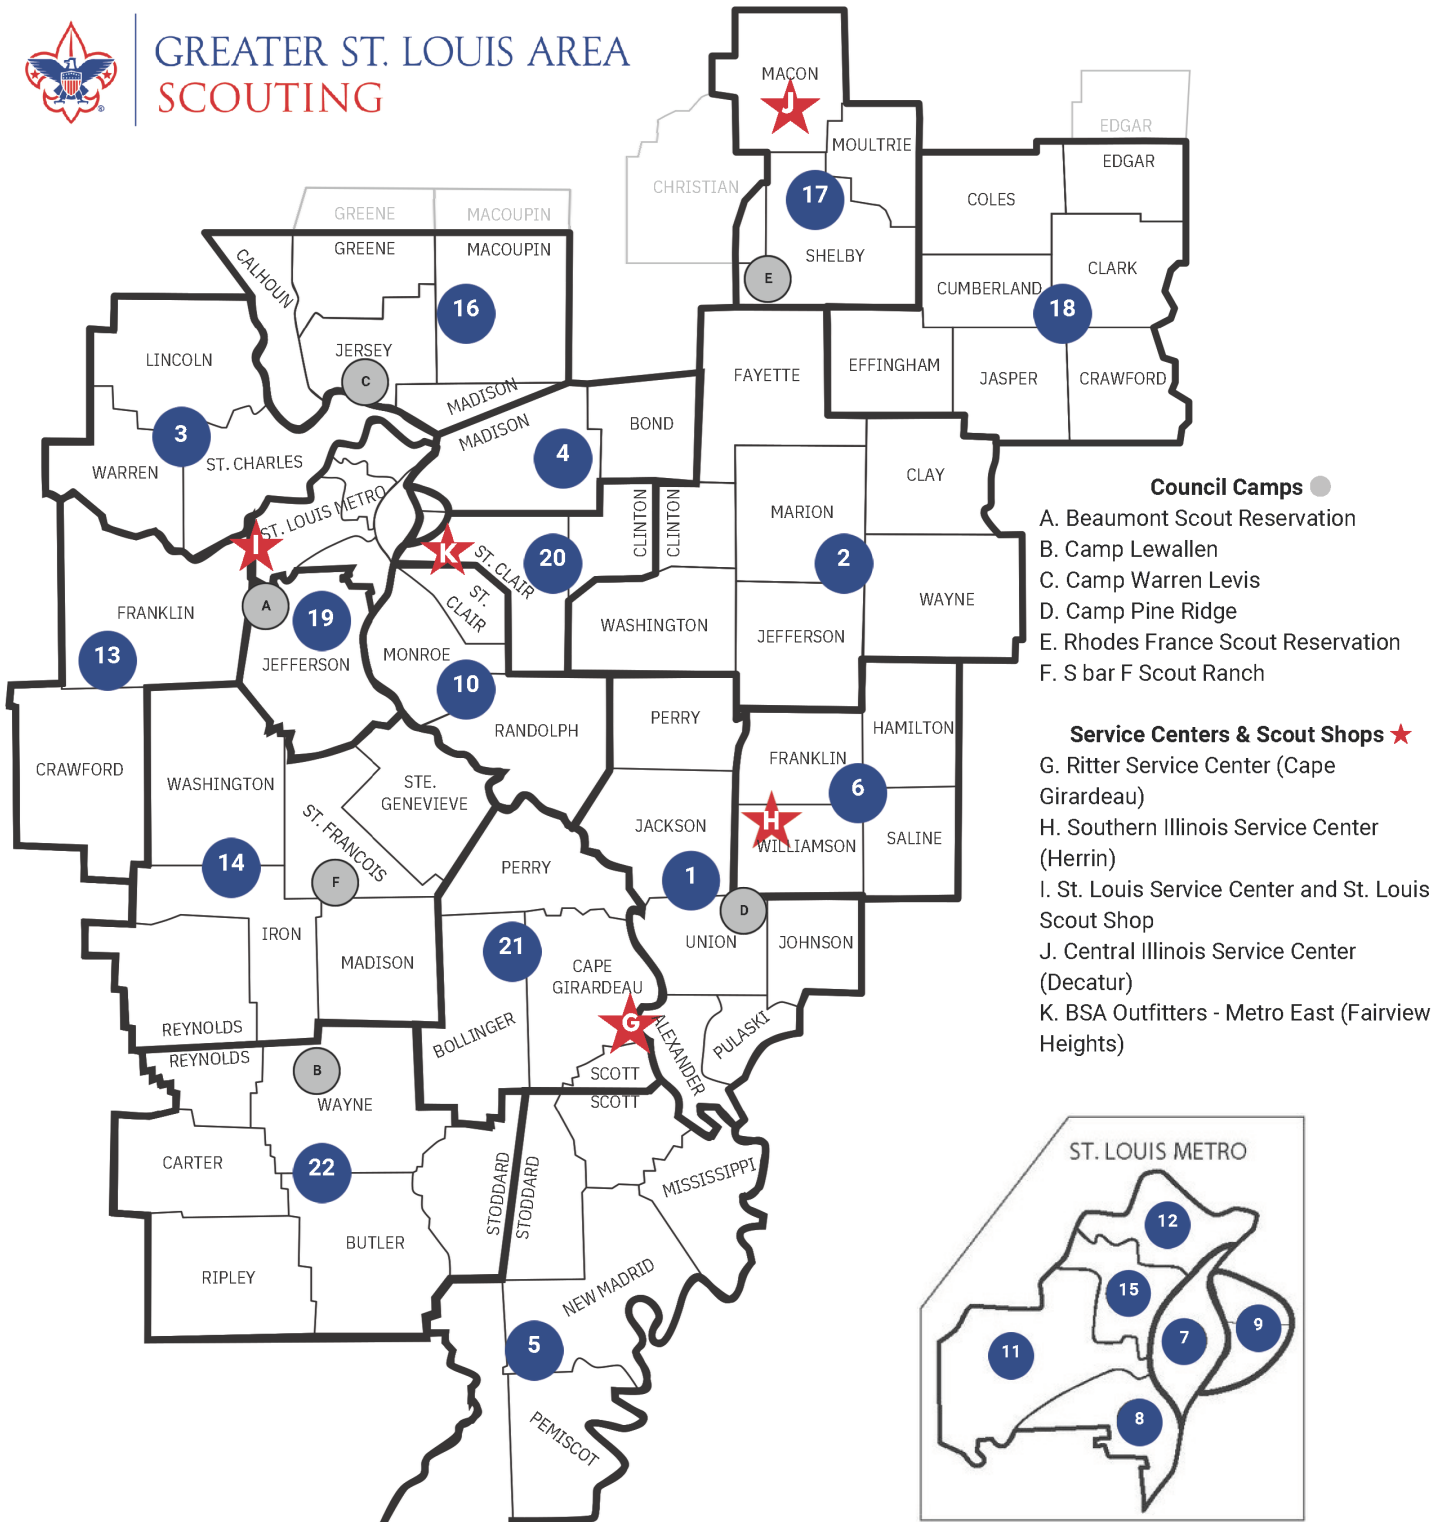 GREATER ST. LOUIS AREA
SCOUTING
®
MACON
J
MOULTRIE
EDGAR
EDGAR
CHRISTIAN
17
COLES
GREENE
MACOUPIN
GREENE
MACOUPIN
CALHOUN
SHELBY
E
CLARK
CUMBERLAND
18
16
LINCOLN
JERSEY
C
MADISON
MADISON
FAYETTE
EFFINGHAM
JASPER
CRAWFORD
BOND
3
4
WARREN
ST. CHARLES
CLAY
ST. LOUIS METRO
CLINTON
CLINTON
MARION
I
K
ST. CLAIR
20
2
ST.
CLAIR
A
19
FRANKLIN
WASHINGTON
WAYNE
JEFFERSON
13
JEFFERSON
MONROE
10
RANDOLPH
PERRY
HAMILTON
CRAWFORD
WASHINGTON
STE.
GENEVIEVE
FRANKLIN
6
ST. FRANCOIS
JACKSON
H
WILLIAMSON
SALINE
14
F
PERRY
1
D
IRON
UNION
JOHNSON
21
MADISON
CAPE
GIRARDEAU
REYNOLDS
BOLLINGER
G
ALEXANDER
PULASKI
REYNOLDS
B
WAYNE
SCOTT
SCOTT
CARTER
22
STODDARD
STODDARD
MISSISSIPPI
BUTLER
RIPLEY
NEW MADRID
5
PEMISCOT
Council Camps
A. Beaumont Scout Reservation
B. Camp Lewallen
C. Camp Warren Levis
D. Camp Pine Ridge
E. Rhodes France Scout Reservation
F. S bar F Scout Ranch
Service Centers & Scout Shops
G. Ritter Service Center (Cape
Girardeau)
H. Southern Illinois Service Center
(Herrin)
I. St. Louis Service Center and St. Louis
Scout Shop
J. Central Illinois Service Center
(Decatur)
K. BSA Outfitters - Metro East (Fairview
Heights)
ST. LOUIS METRO
12
15
7
9
11
8